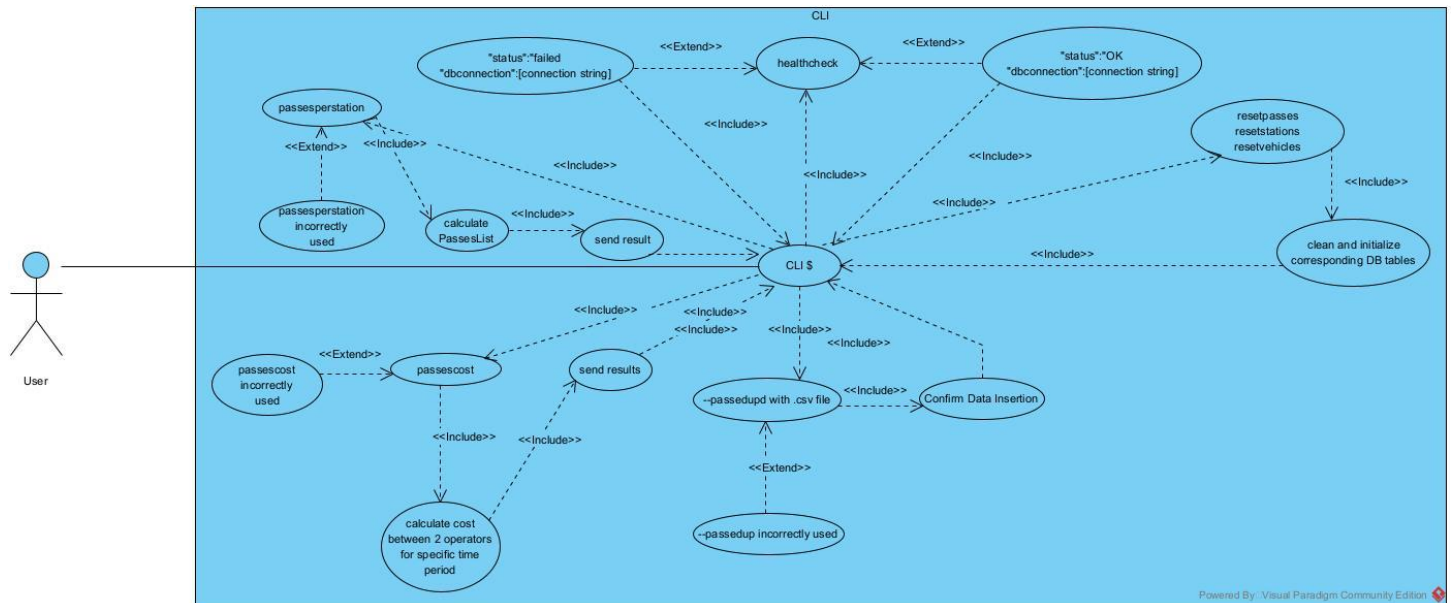 CLI
"status":"failed
"dbconnection":[connection string]
<<Extend>>
healthcheck
<<Extend>>
"status":"OK
"dbconnection":[connection string]
passesperstation
<<Extend>>
<<Include>>
<<Include>>
<<Include>>
<<Include>>
<<Include>>
resetpasses
resetstations
resetvehicles
<<Include>>
<<Include>>
passesperstation
incorrectly
used
calculate
PassesList
<<Include>>
send result
CLI $
<<Include>>
clean and initialize
corresponding DB tables
User
<<Include>>
<<Include>>
<<Include>>
<<Include>>
<<Include>>
passescost
incorrectly
used
<<Extend>>
passescost
send results
--passedupd with .csv file
<<Include>>
Confirm Data Insertion
<<Include>>
<<Include>>
<<Extend>>
calculate cost
between 2 operators
for specific time
period
--passedup incorrectly used
Powered By: Visual Paradigm Community Edition